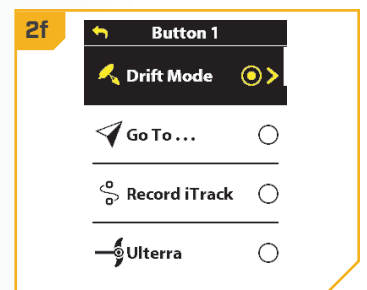 2f
Button 1
Drift Mode
Go To ...
Record iTrack
Ulterra